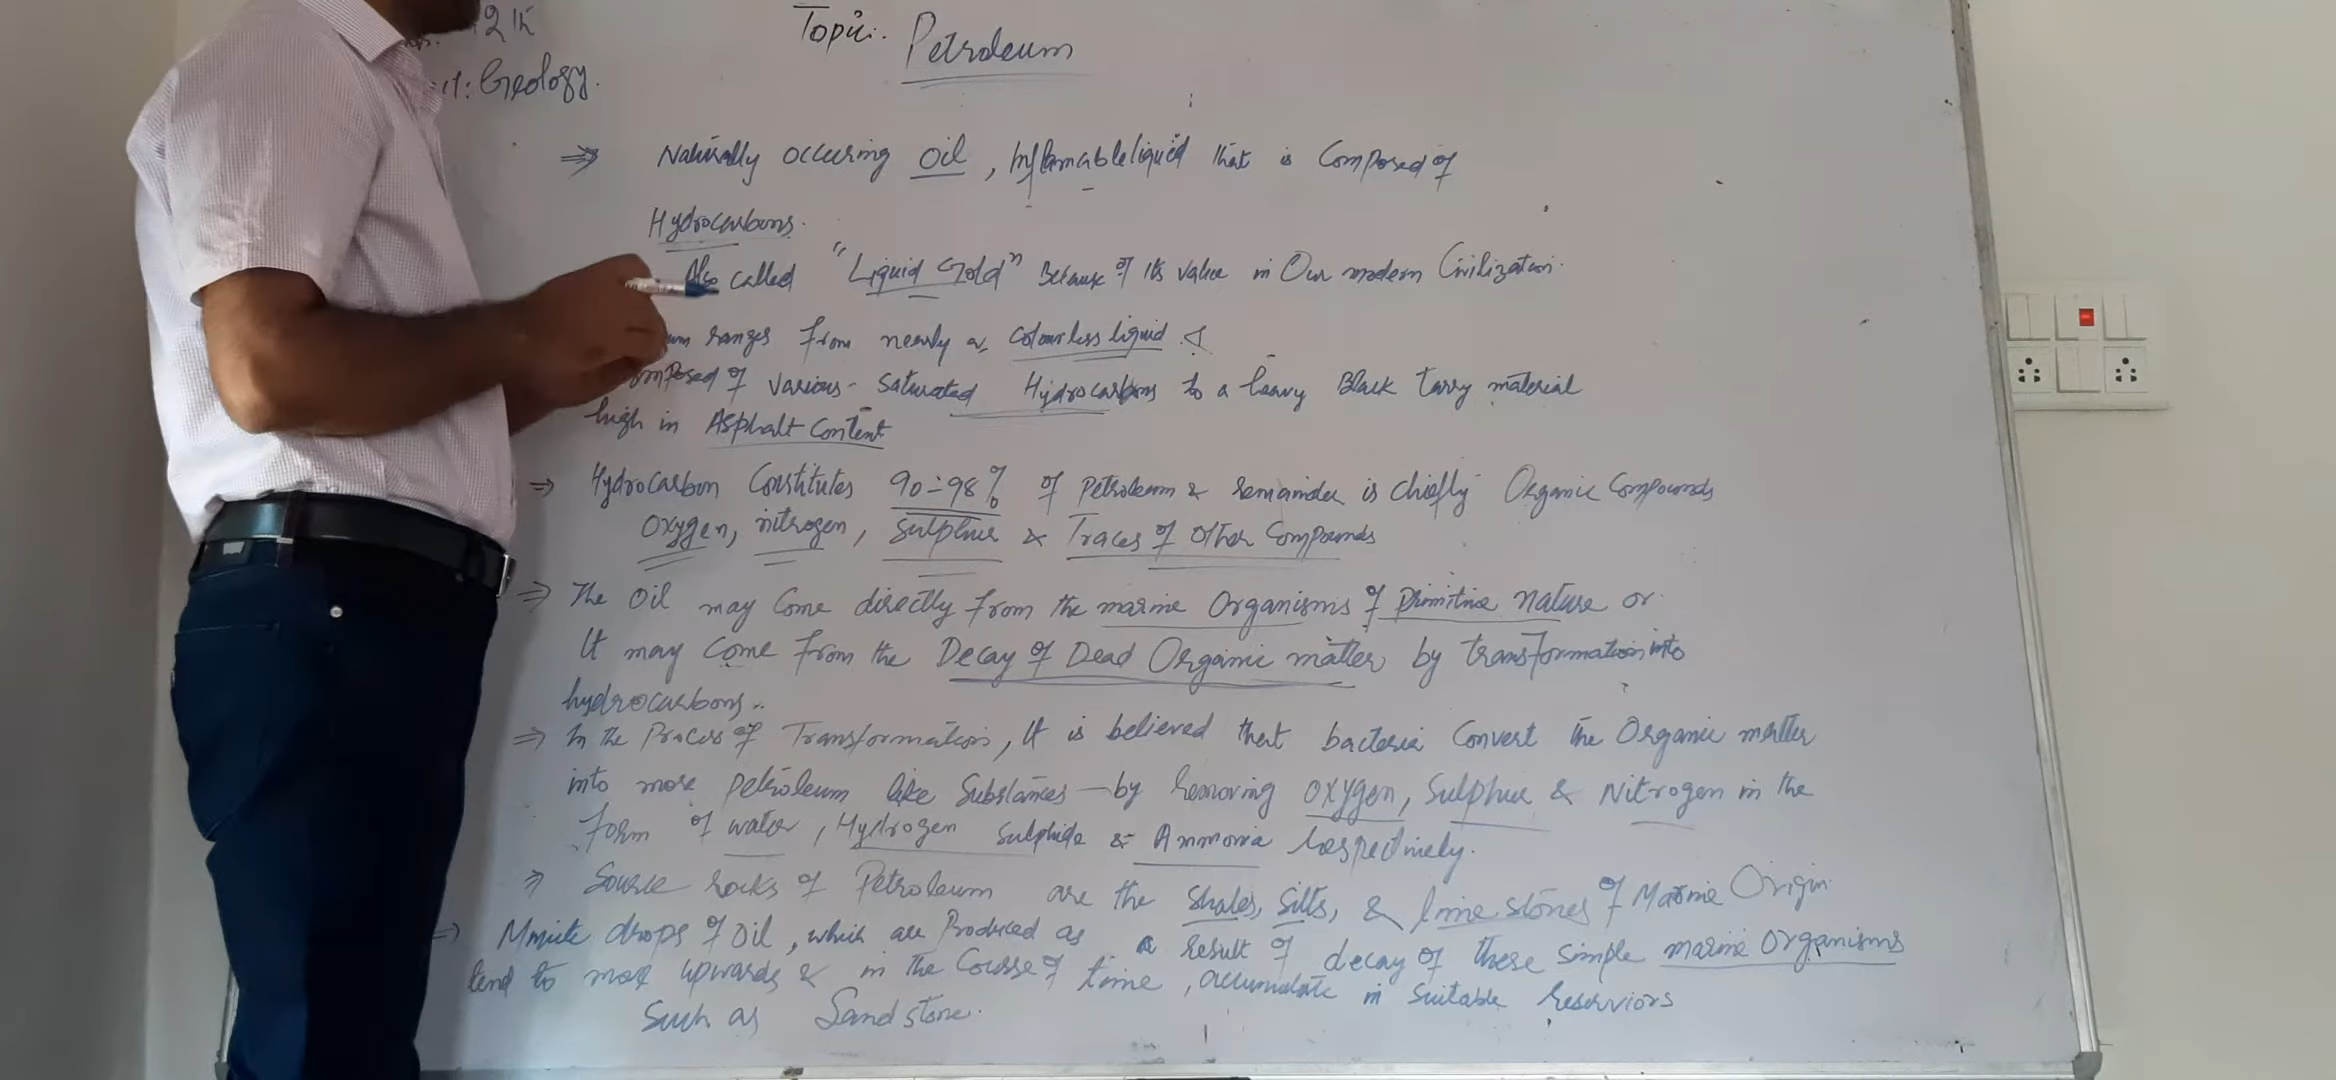 12th
Topic: Petroleum
: Geology.
⇒ Naturally occuring Oil, Inflamable liquid that is Composed of
Hydrocarbons.
Also called "Liquid Gold" Because of its value in Our modern Civilization.
ranges from nearly a colourless liquid &
omposed of various saturated Hydrocarbons to a heavy Black tarry material
high in Asphalt Content
⇒ Hydrocarbon Constitutes 90-98% of Petroleum & remainder is chiefly Organic Compounds
oxygen, nitrogen, Sulphur & Traces of other Compounds
⇒ The Oil may Come directly from the marine Organisms of primitive nature or
It may Come from the Decay of Dead Organic matter by transformation into
hydrocarbons..
⇒ In the Process of Transformation, It is believed that bacteria Convert the Organic matter
into more petroleum like Substances by removing oxygen, Sulphur & Nitrogen in the
form of water, Hydrogen Sulphide & Ammonia respectively.
⇒ Source rocks of Petroleum are the Shales, Silts, & limestones of Marine Origin.
⇒ Minute drops of Oil, which are Produced as a result of decay of these simple marine Organisms
tend to move upwards & in the Course of time, accumulate in Suitable reserviors
Such as Sandstone.